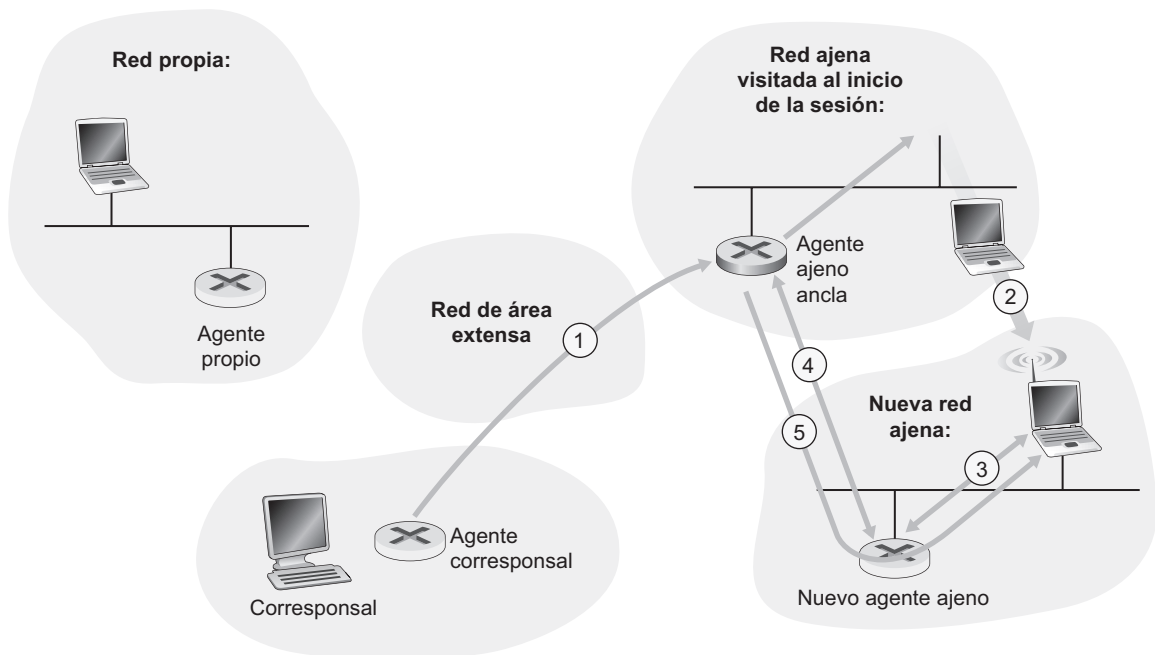 Red propia:
Agente
propio
Red de área
extensa
1
Corresponsal
Agente
corresponsal
Red ajena
visitada al inicio
de la sesión:
Agente
ajeno
ancla
2
4
5
Nueva red
ajena:
3
Nuevo agente ajeno